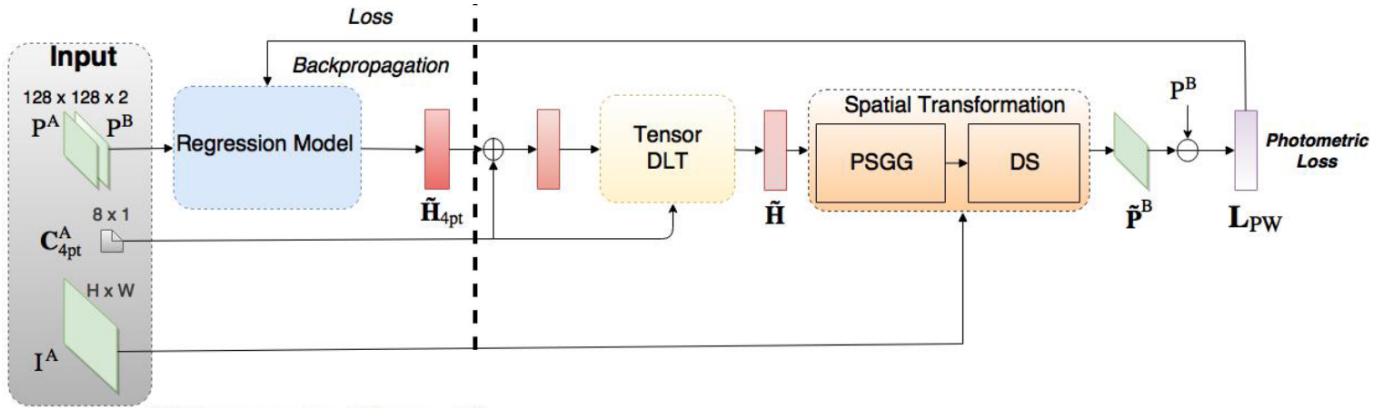 Loss
Input
Backpropagation
128 x 128 x 2
P^A P^B
Regression Model
H̃_4pt
Tensor
DLT
H̃
Spatial Transformation
PSGG
DS
P̃^B
P^B
L_PW
Photometric
Loss
8 x 1
C^A_4pt
H x W
I^A